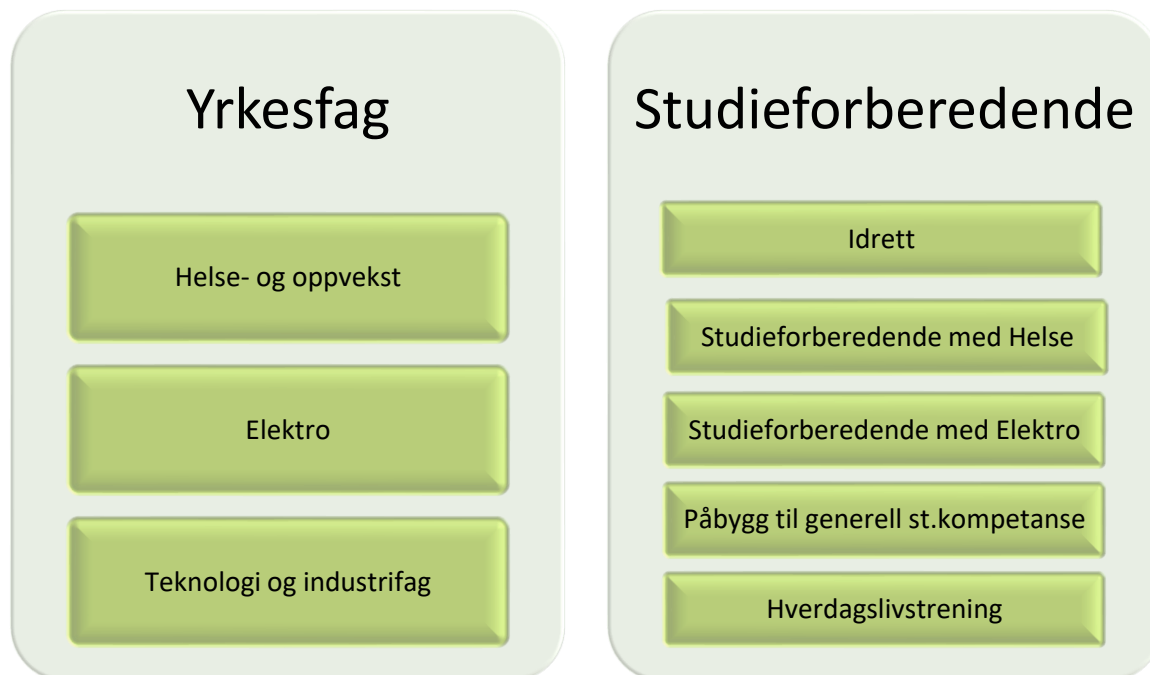 Yrkesfag
Helse- og oppvekst
Elektro
Teknologi og industrifag
Studieforberedende
Idrett
Studieforberedende med Helse
Studieforberedende med Elektro
Påbygg til generell st.kompetanse
Hverdagslivstrening